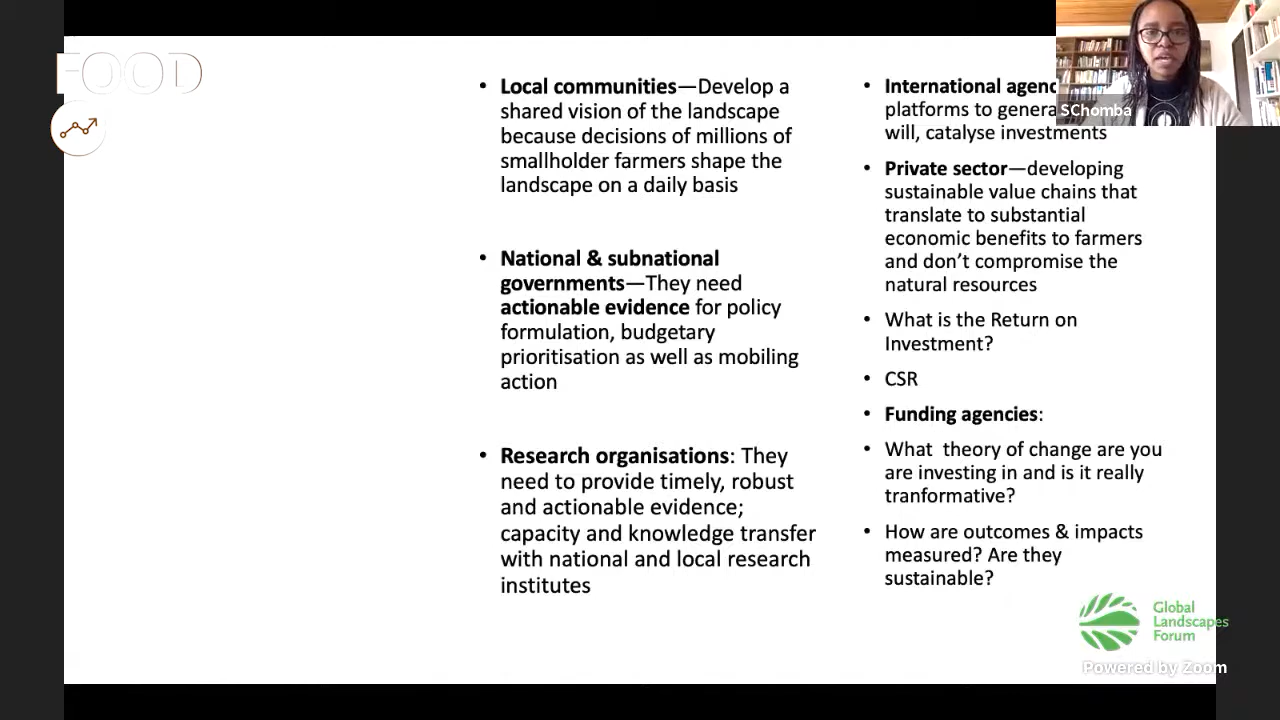 FOOD
• Local communities—Develop a
shared vision of the landscape
because decisions of millions of
smallholder farmers shape the
landscape on a daily basis
• National & subnational
governments—They need
actionable evidence for policy
formulation, budgetary
prioritisation as well as mobiling
action
• Research organisations: They
need to provide timely, robust
and actionable evidence;
capacity and knowledge transfer
with national and local research
institutes
• International agenc
platforms to genera
will, catalyse investments
• Private sector—developing
sustainable value chains that
translate to substantial
economic benefits to farmers
and don’t compromise the
natural resources
• What is the Return on
Investment?
• CSR
• Funding agencies:
• What theory of change are you
are investing in and is it really
tranformative?
• How are outcomes & impacts
measured? Are they
sustainable?
SChomba
Global
Landscapes
Forum
Powered by Zoom